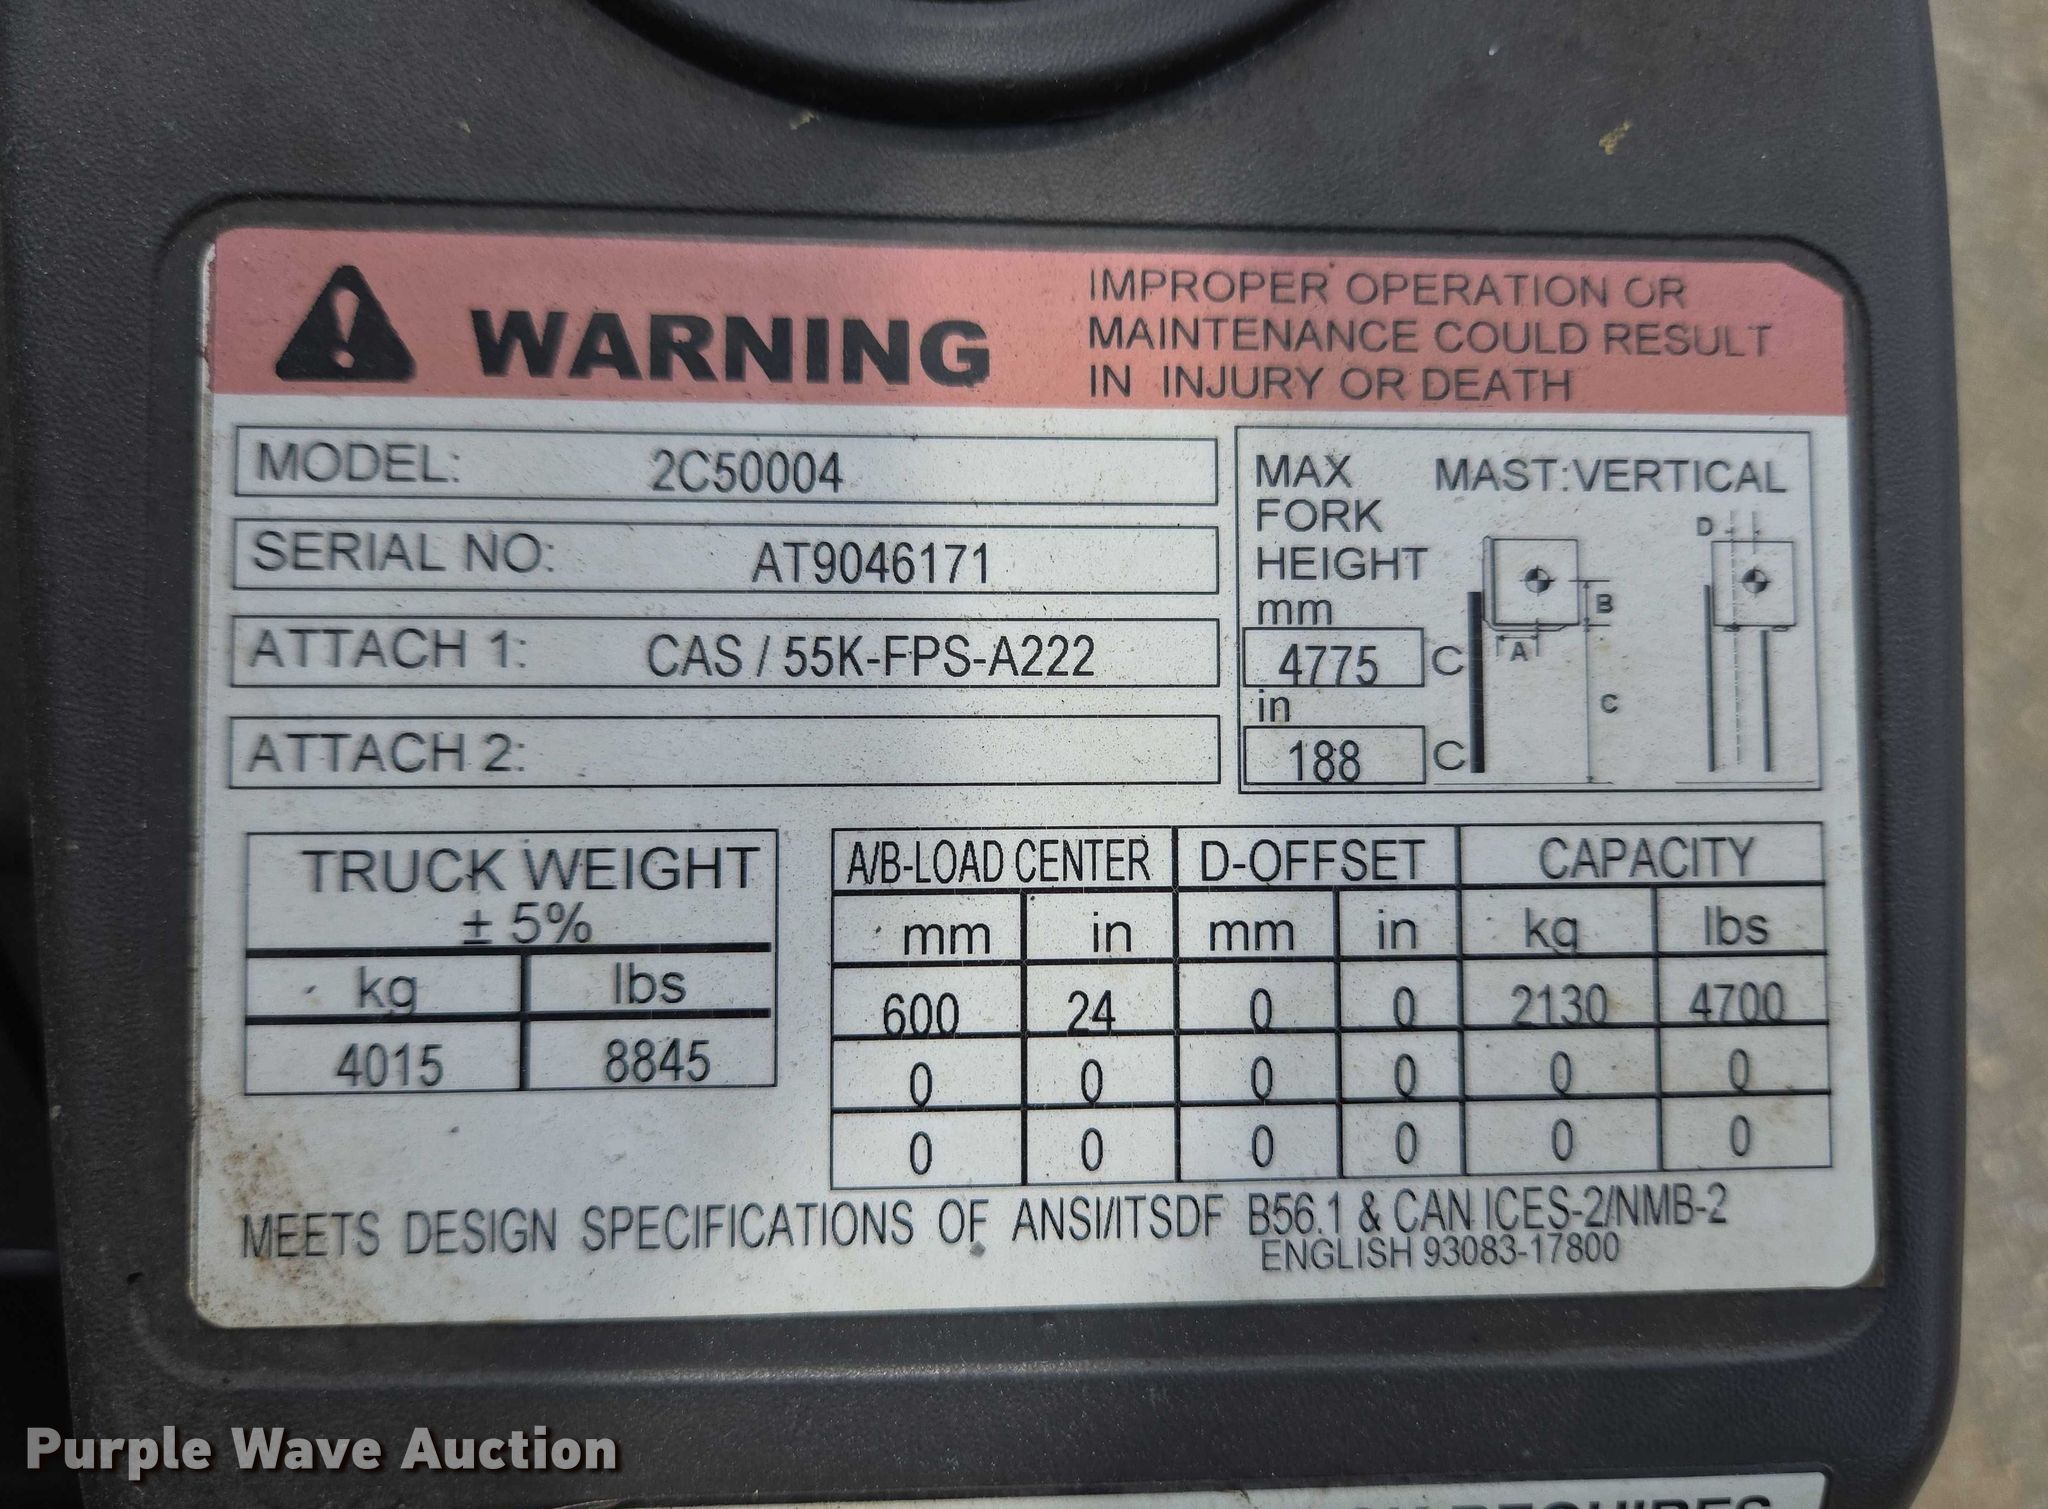 WARNING
IMPROPER OPERATION OR
MAINTENANCE COULD RESULT
IN INJURY OR DEATH
MODEL: 2C50004
SERIAL NO: AT9046171
ATTACH 1: CAS / 55K-FPS-A222
ATTACH 2:
MAX MAST:VERTICAL
FORK
HEIGHT
mm
4775 C
in
188 C
D
B
A
C
TRUCK WEIGHT
± 5%
kg lbs
4015 8845
A/B-LOAD CENTER D-OFFSET CAPACITY
mm in mm in kg lbs
600 24 0 0 2130 4700
0 0 0 0 0 0
0 0 0 0 0 0
MEETS DESIGN SPECIFICATIONS OF ANSI/ITSDF B56.1 & CAN ICES-2/NMB-2
ENGLISH 93083-17800
Purple Wave Auction
REQUIRES